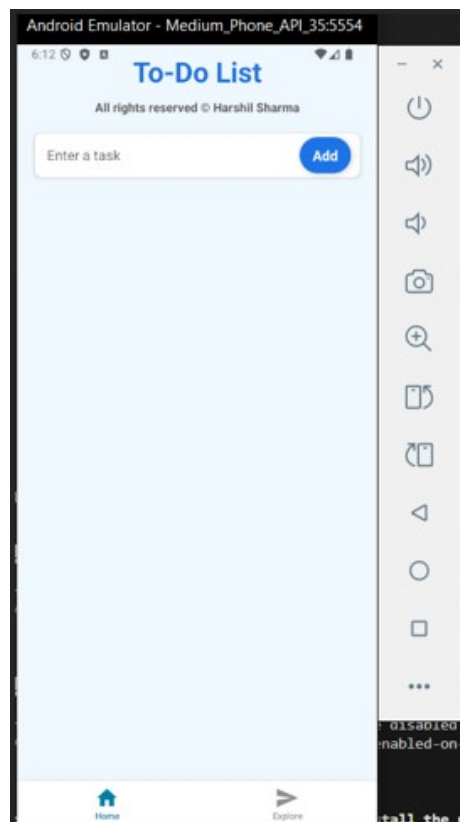 Android Emulator - Medium_Phone_API_35:5554
6:12
To-Do List
All rights reserved © Harshil Sharma
Enter a task
Add
disabled
enabled-on-
Home
Explore
tall the